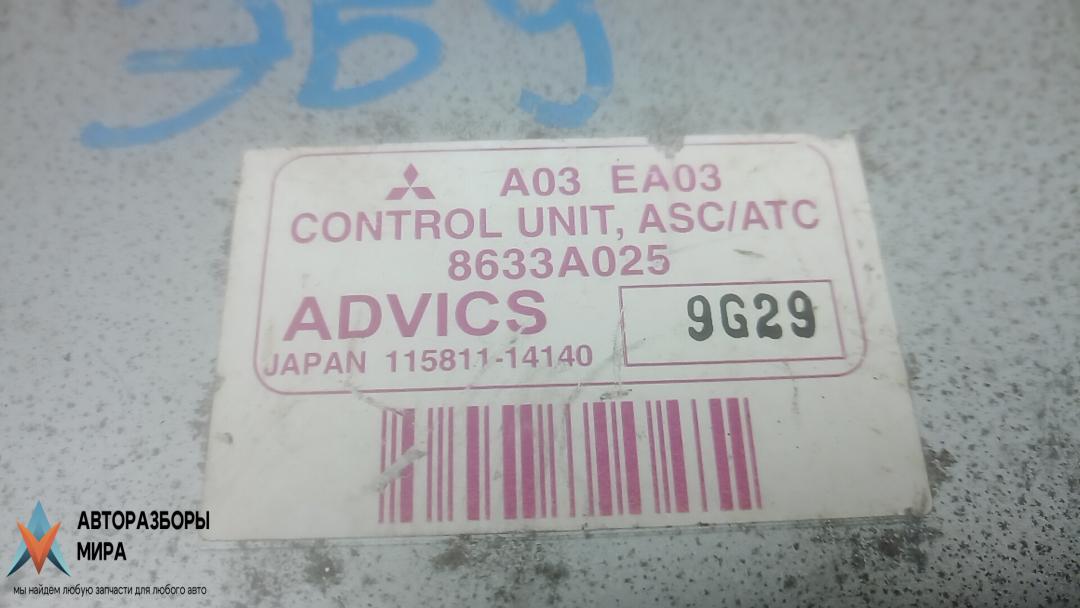 ЭБУ
A03 EA03
CONTROL UNIT, ASC/ATC
8633A025
ADVICS
9G29
JAPAN 115811-14140
АВТОРАЗБОРЫ
МИРА
мы найдем любую запчасти для любого авто